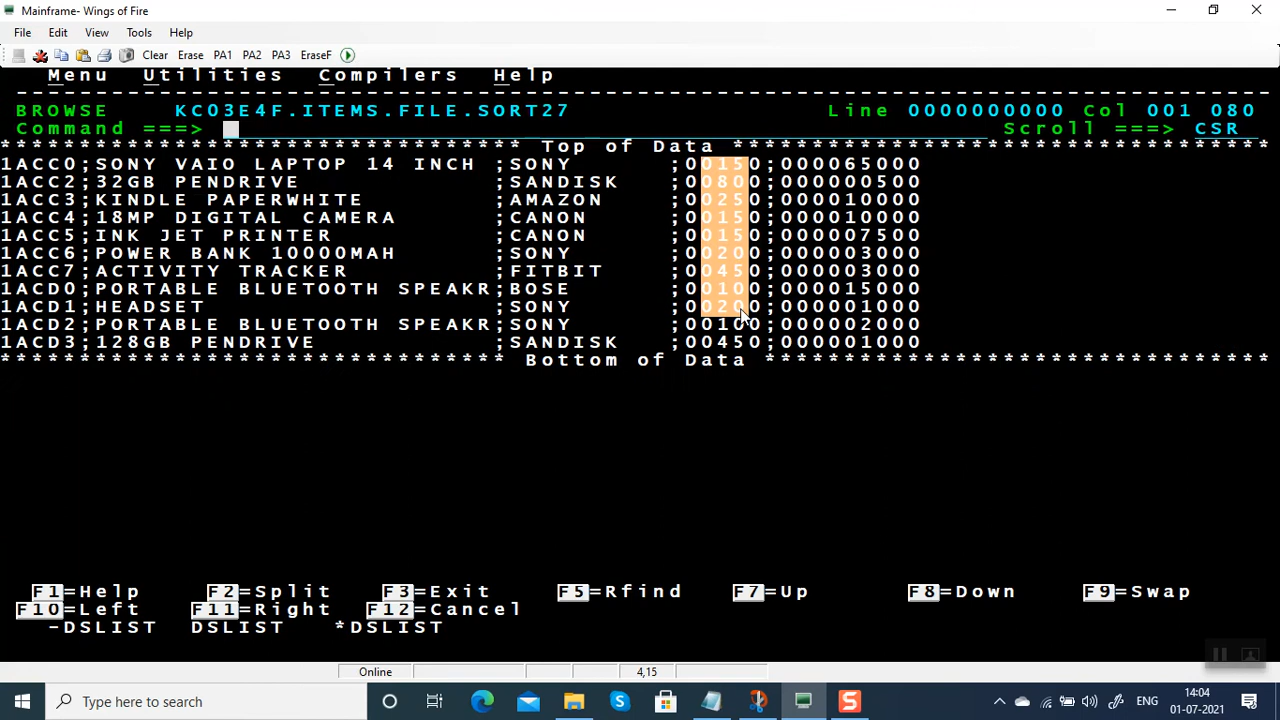 Mainframe- Wings of Fire
File Edit View Tools Help
Clear Erase PA1 PA2 PA3 EraseF
Menu Utilities Compilers Help
BROWSE KC03E4F.ITEMS.FILE.SORT27 Line 0000000000 Col 001 080
Command ===> Scroll ===> CSR
********************************* Top of Data **********************************
1ACC0;SONY VAIO LAPTOP 14 INCH ;SONY ;00150;000065000
1ACC2;32GB PENDRIVE ;SANDISK ;00800;000000500
1ACC3;KINDLE PAPERWHITE ;AMAZON ;00250;000010000
1ACC4;18MP DIGITAL CAMERA ;CANON ;00150;000010000
1ACC5;INK JET PRINTER ;CANON ;00150;000007500
1ACC6;POWER BANK 10000MAH ;SONY ;00200;000003000
1ACC7;ACTIVITY TRACKER ;FITBIT ;00450;000003000
1ACD0;PORTABLE BLUETOOTH SPEAKR;BOSE ;00100;000015000
1ACD1;HEADSET ;SONY ;00200;000001000
1ACD2;PORTABLE BLUETOOTH SPEAKR;SONY ;00100;000002000
1ACD3;128GB PENDRIVE ;SANDISK ;00450;000001000
******************************** Bottom of Data ********************************
F1=Help F2=Split F3=Exit F5=Rfind F7=Up F8=Down F9=Swap
F10=Left F11=Right F12=Cancel
-DSLIST DSLIST *DSLIST
Online 4,15
Type here to search ENG 14:04
01-07-2021